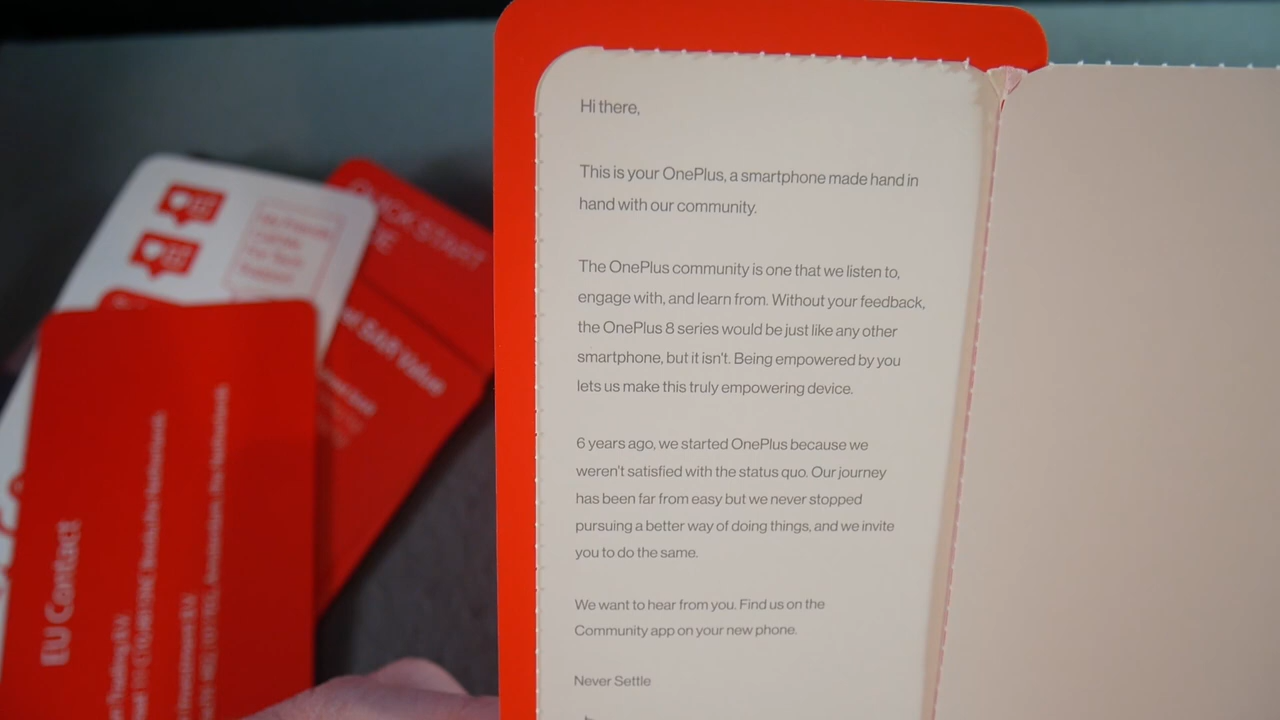 Hi there,
This is your OnePlus, a smartphone made hand in
hand with our community.
The OnePlus community is one that we listen to,
engage with, and learn from. Without your feedback,
the OnePlus 8 series would be just like any other
smartphone, but it isn't. Being empowered by you
lets us make this truly empowering device.
6 years ago, we started OnePlus because we
weren't satisfied with the status quo. Our journey
has been far from easy but we never stopped
pursuing a better way of doing things, and we invite
you to do the same.
We want to hear from you. Find us on the
Community app on your new phone.
Never Settle
QUICK START
SAR Value
EU Contact